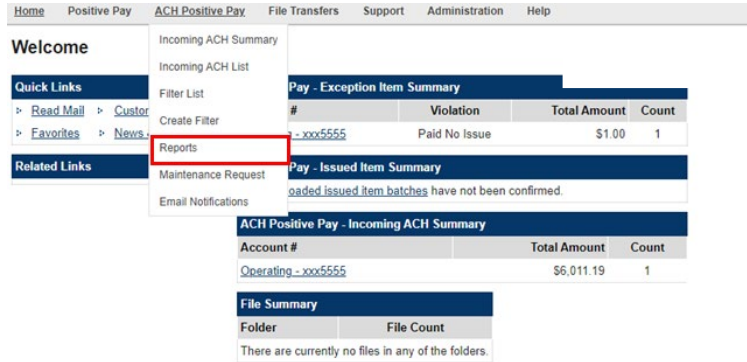 Home Positive Pay ACH Positive Pay File Transfers Support Administration Help
Welcome
Incoming ACH Summary
Incoming ACH List
Filter List
Create Filter
Reports
Maintenance Request
Email Notifications
Quick Links
Read Mail
Favorites News
Related Links
Pay - Exception Item Summary
# Violation Total Amount Count
- xxx5555 Paid No Issue $1.00 1
Pay - Issued Item Summary
issued item batches have not been confirmed.
ACH Positive Pay - Incoming ACH Summary
Account # Total Amount Count
Operating - xxx5555 $6,011.19 1
File Summary
Folder File Count
There are currently no files in any of the folders.